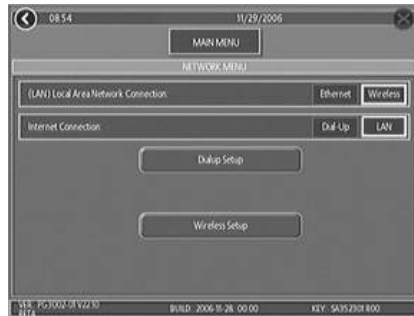 08:54 11/29/2006
MAIN MENU
NETWORK MENU
(LAN) Local Area Network Connection Ethernet Wireless
Internet Connection Dial-Up LAN
Dialup Setup
Wireless Setup
BUILD: 2006-11-28, 00:00
BETA